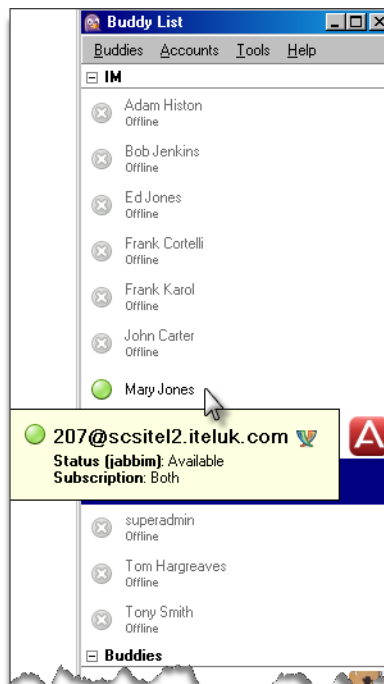 Buddy List
Buddies Accounts Tools Help
IM
Adam Histon
Offline
Bob Jenkins
Offline
Ed Jones
Offline
Frank Cortelli
Offline
Frank Karol
Offline
John Carter
Offline
Mary Jones
207@scsitel2.iteluk.com
Status (jabbim): Available
Subscription: Both
superadmin
Offline
Tom Hargreaves
Offline
Tony Smith
Offline
Buddies